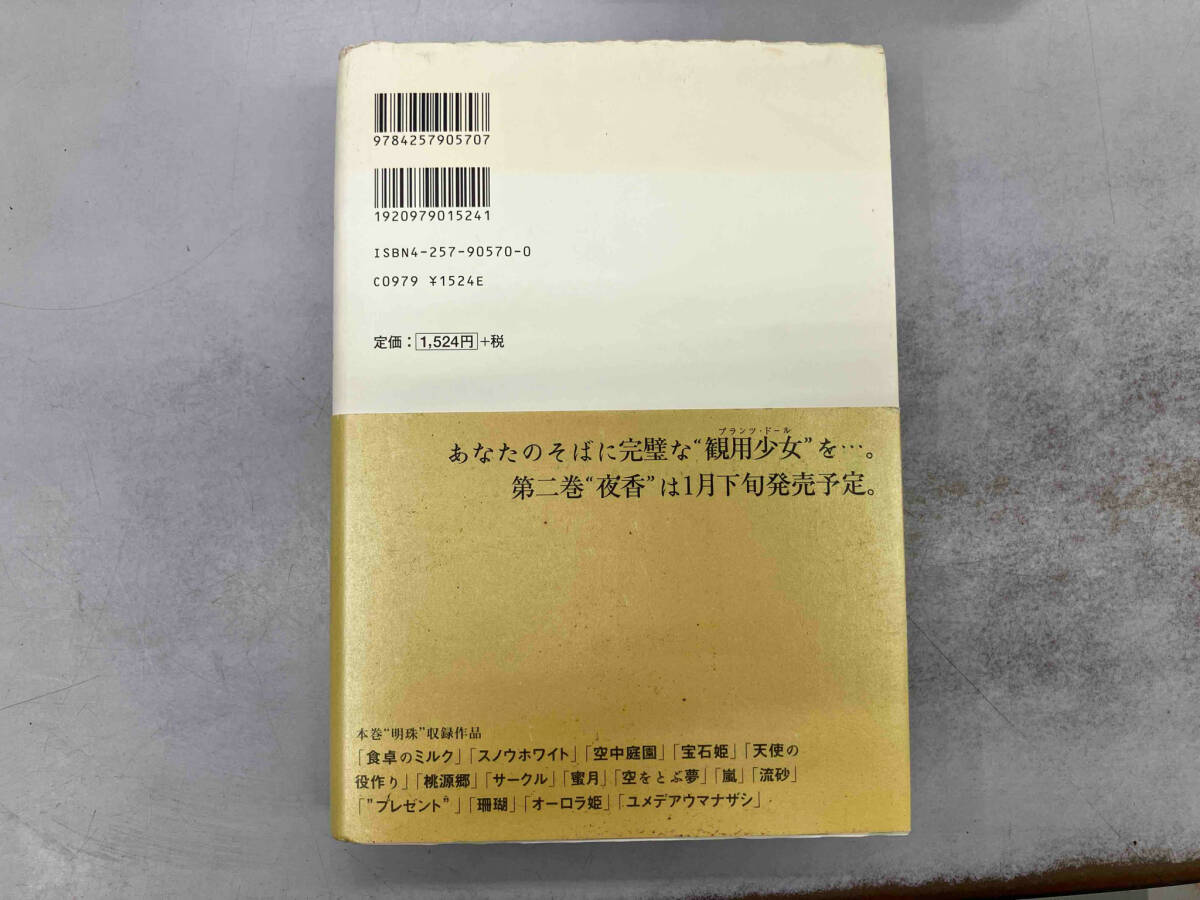 9784257905707
1920979015241
ISBN4-257-90570-0
C0979 ¥1524E
定価：1,524円+税
プランツ・ドール
あなたのそばに完璧な“観用少女”を…。
第二巻“夜香”は1月下旬発売予定。
本巻“明珠”収録作品
「食卓のミルク」「スノウホワイト」「空中庭園」「宝石姫」「天使の
役作り」「桃源郷」「サークル」「蜜月」「空をとぶ夢」「嵐」「流砂」
「”プレゼント“」「珊瑚」「オーロラ姫」「ユメデアウマナザシ」